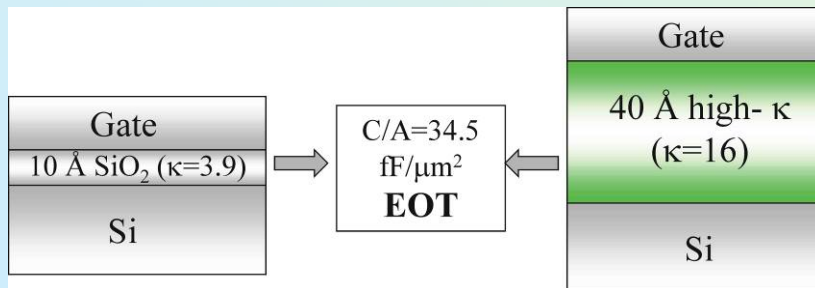 Gate
10 Å SiO₂ (κ=3.9)
Si
C/A=34.5
fF/μm²
EOT
Gate
40 Å high- κ
(κ=16)
Si